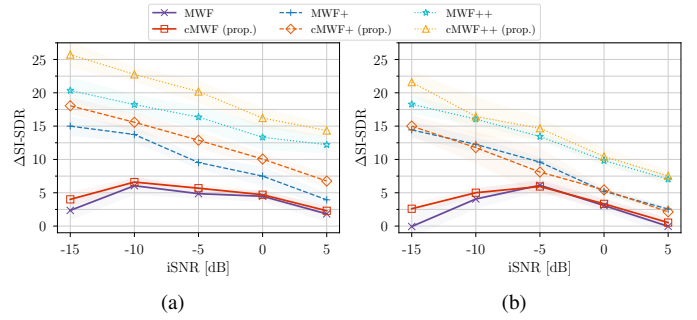 MWF MWF+ MWF++
cMWF (prop.) cMWF+ (prop.) cMWF++ (prop.)
25
20
15
10
5
0
ΔSI-SDR
-15 -10 -5 0 5
iSNR [dB]
(a)
25
20
15
10
5
0
ΔSI-SDR
-15 -10 -5 0 5
iSNR [dB]
(b)